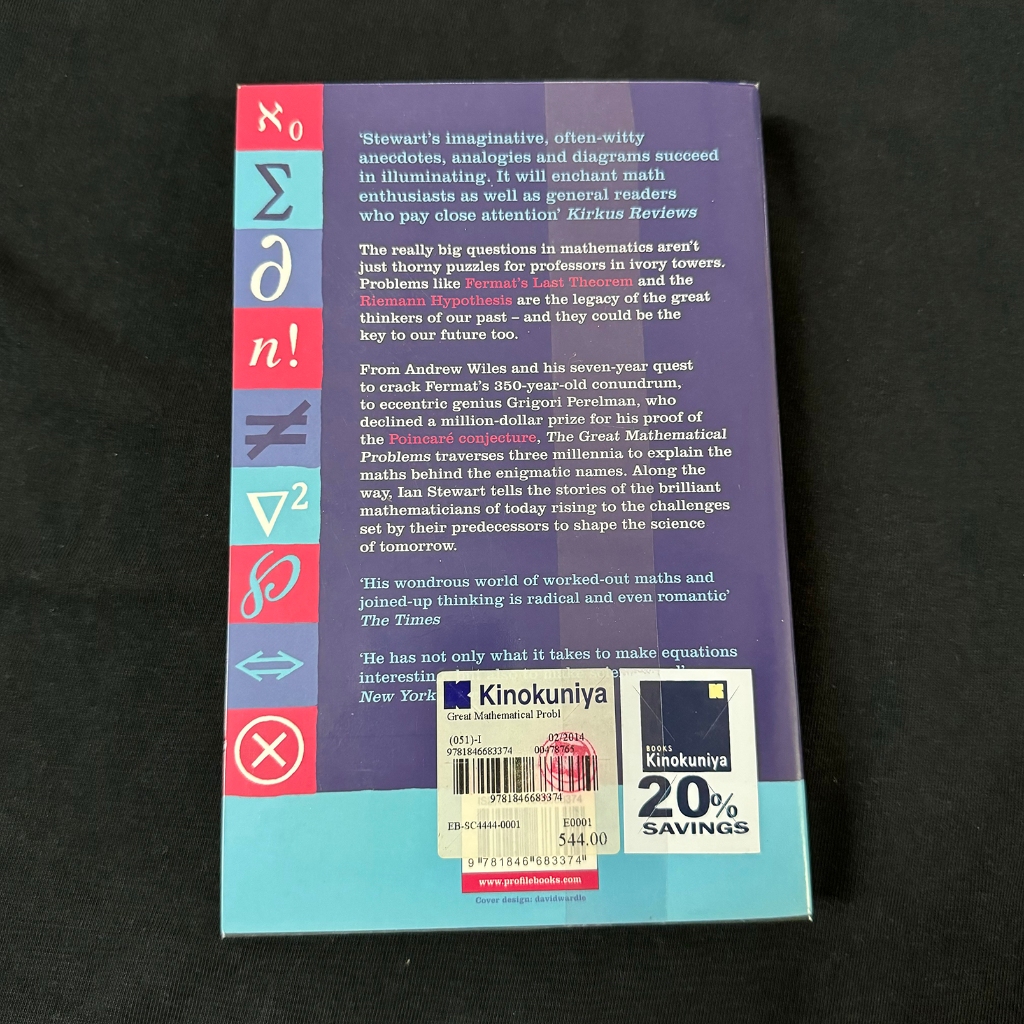 ℵ0
Σ
∂
n!
≠
∇2
℘
⇔
⊗
‘Stewart’s imaginative, often-witty
anecdotes, analogies and diagrams succeed
in illuminating. It will enchant math
enthusiasts as well as general readers
who pay close attention’ Kirkus Reviews
The really big questions in mathematics aren’t
just thorny puzzles for professors in ivory towers.
Problems like Fermat’s Last Theorem and the
Riemann Hypothesis are the legacy of the great
thinkers of our past – and they could be the
key to our future too.
From Andrew Wiles and his seven-year quest
to crack Fermat’s 350-year-old conundrum,
to eccentric genius Grigori Perelman, who
declined a million-dollar prize for his proof of
the Poincaré conjecture, The Great Mathematical
Problems traverses three millennia to explain the
maths behind the enigmatic names. Along the
way, Ian Stewart tells the stories of the brilliant
mathematicians of today rising to the challenges
set by their predecessors to shape the science
of tomorrow.
‘His wondrous world of worked-out maths and
joined-up thinking is radical and even romantic’
The Times
‘He has not only what it takes to make equations
New York
Kinokuniya
Great Mathematical Probl
(051)-I 02/2014
9781846683374 00478765
9781846683374
EB-SC4444-0001 E0001
544.00
9 781846 683374
www.profilebooks.com
Cover design: davidwardle
BOOKS
Kinokuniya
20%
SAVINGS